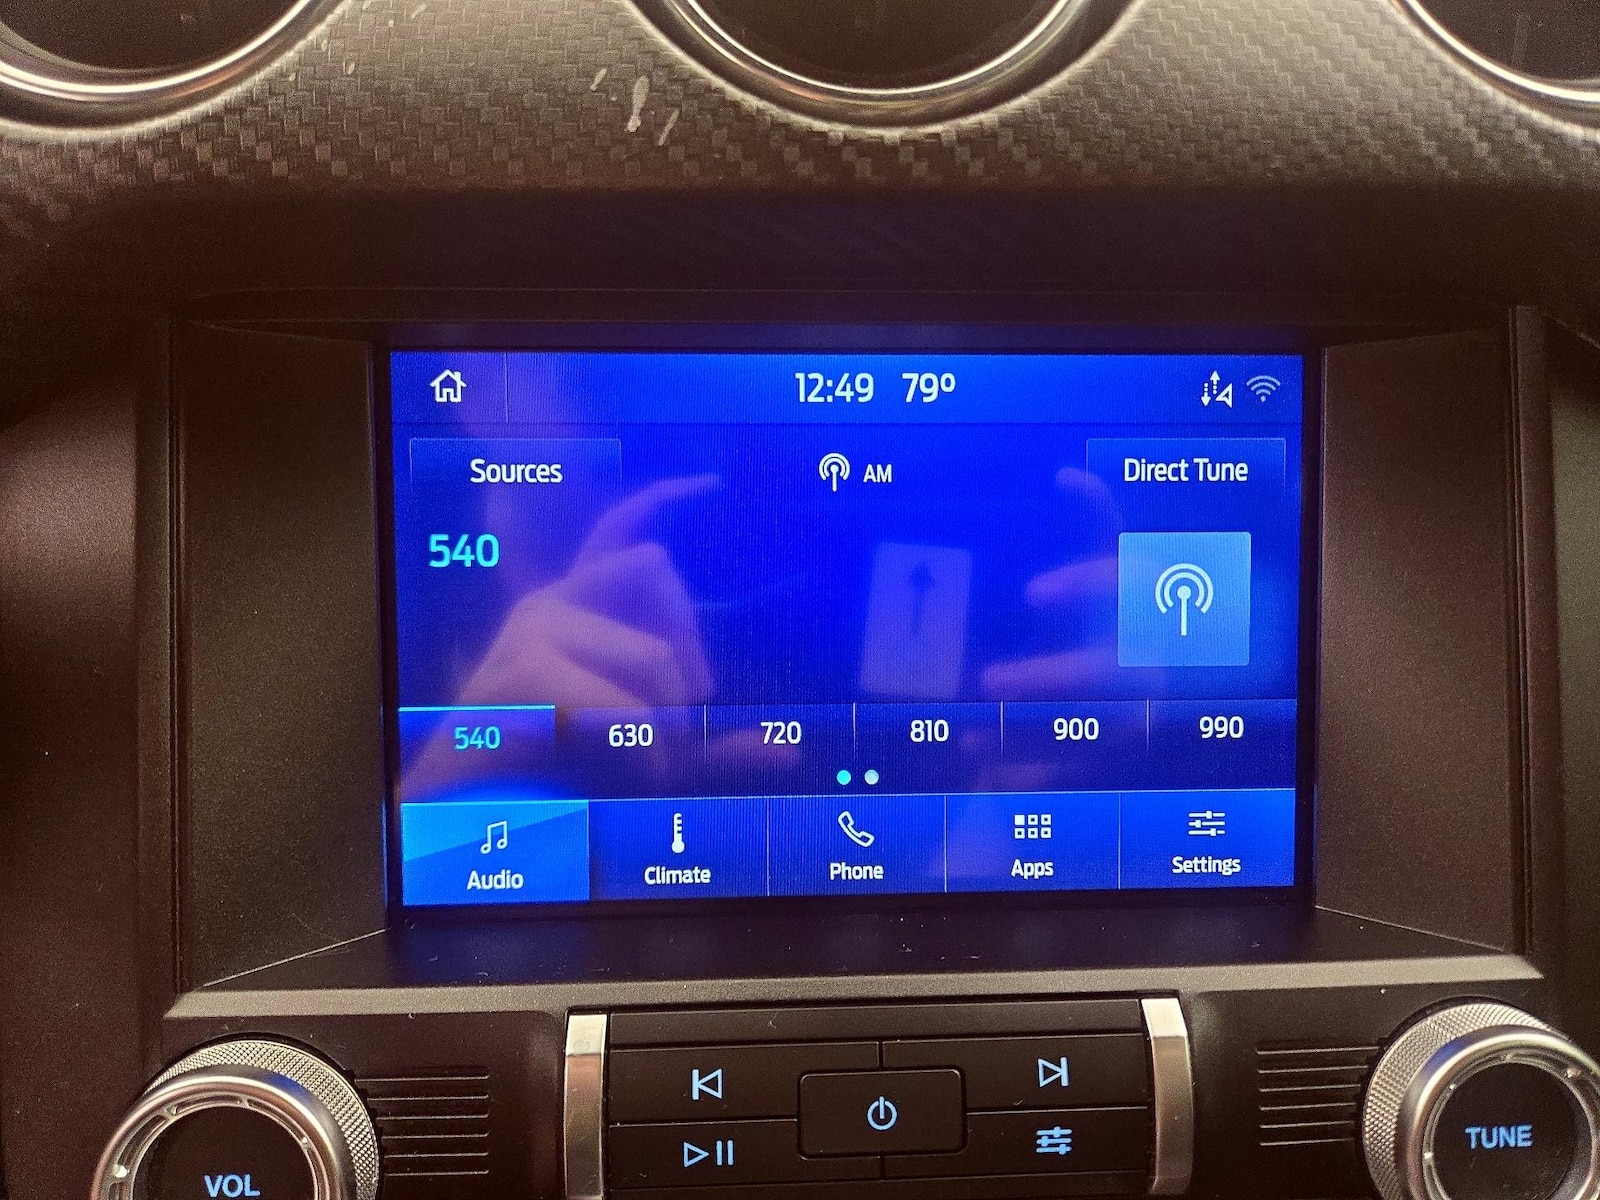 12:49 79º
Sources
AM
Direct Tune
540
540 630 720 810 900 990
Audio Climate Phone Apps Settings
VOL
TUNE